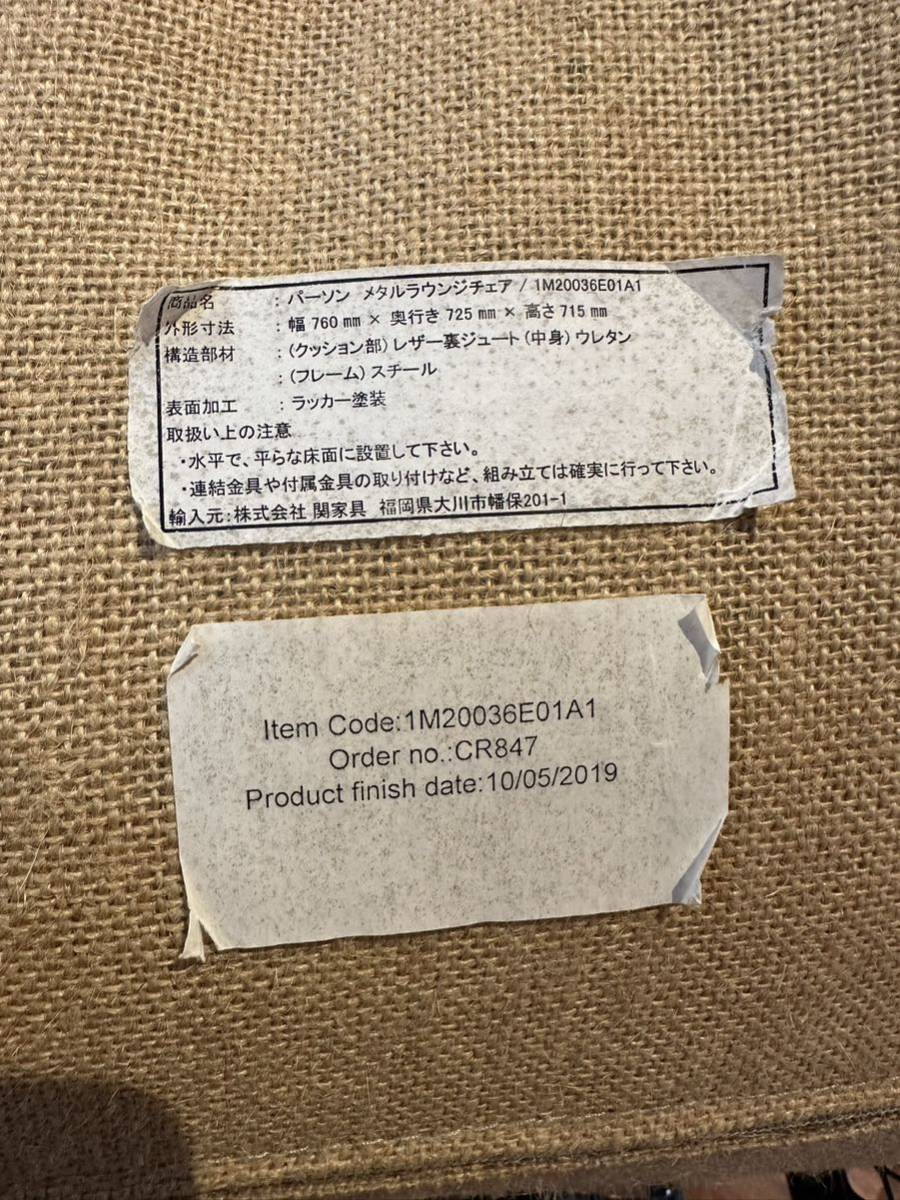 商品名 : パーソン メタルラウンジチェア / 1M20036E01A1
外形寸法 : 幅 760 ㎜ × 奥行き 725 ㎜ × 高さ 715 ㎜
構造部材 : (クッション部) レザー裏ジュート (中身) ウレタン
: (フレーム) スチール
表面加工 : ラッカー塗装
取扱い上の注意
・水平で、平らな床面に設置して下さい。
・連結金具や付属金具の取り付けなど、組み立ては確実に行って下さい。
輸入元:株式会社 関家具 福岡県大川市幡保201-1
Item Code:1M20036E01A1
Order no.:CR847
Product finish date:10/05/2019